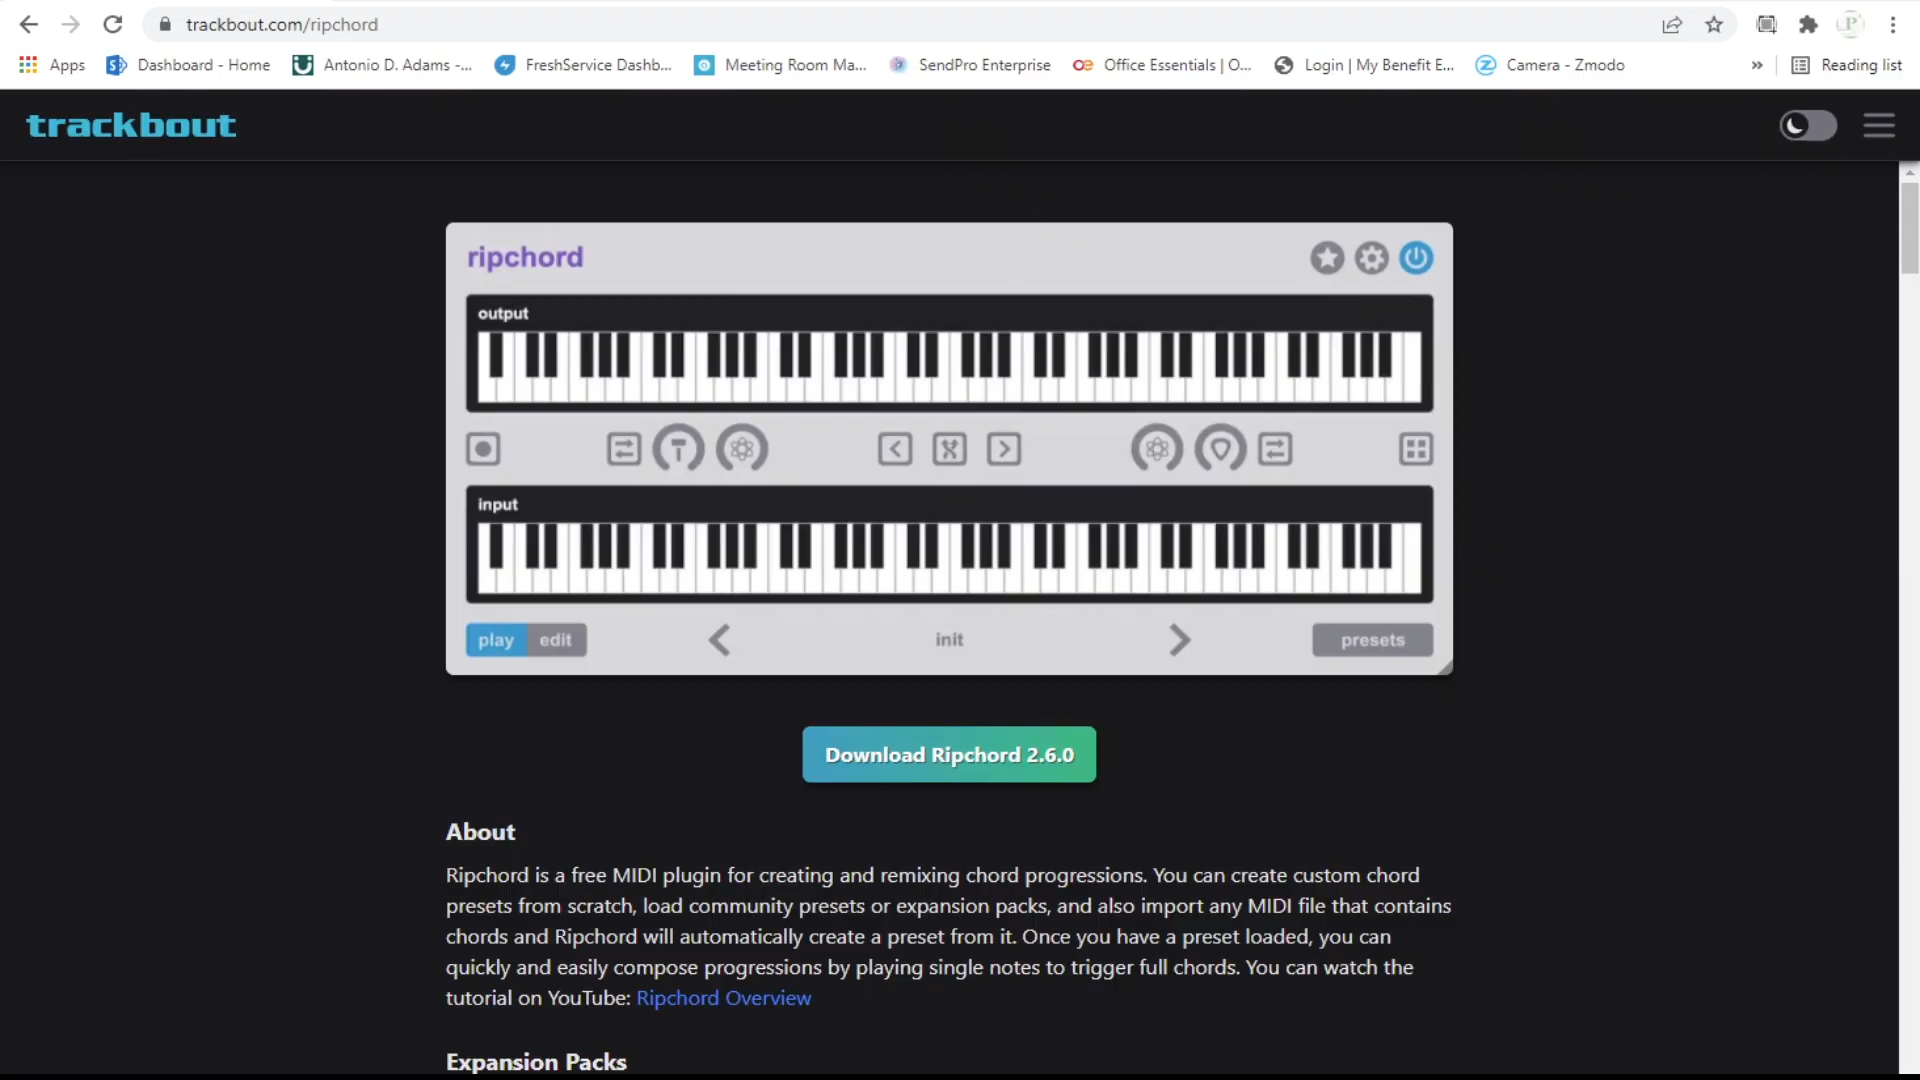 trackbout.com/ripchord
Apps
Dashboard - Home
Antonio D. Adams -...
FreshService Dashb...
Meeting Room Ma...
SendPro Enterprise
oe
Office Essentials | O...
Login | My Benefit E...
Camera - Zmodo
»
Reading list
trackbout
ripchord
output
input
play
edit
init
presets
Download Ripchord 2.6.0
About
Ripchord is a free MIDI plugin for creating and remixing chord progressions. You can create custom chord
presets from scratch, load community presets or expansion packs, and also import any MIDI file that contains
chords and Ripchord will automatically create a preset from it. Once you have a preset loaded, you can
quickly and easily compose progressions by playing single notes to trigger full chords. You can watch the
tutorial on YouTube: Ripchord Overview
Expansion Packs